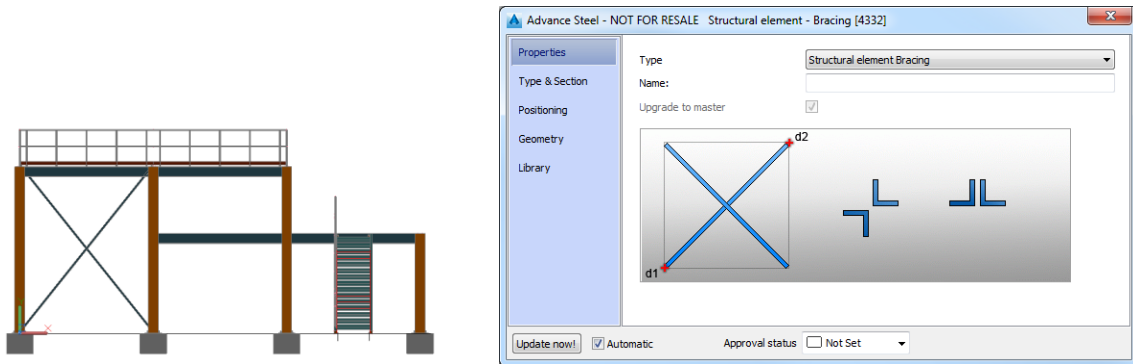 Advance Steel - NOT FOR RESALE Structural element - Bracing [4332]
Properties
Type & Section
Positioning
Geometry
Library
Type
Structural element Bracing
Name:
Upgrade to master
d2
d1
X
Update now!
Automatic
Approval status
Not Set